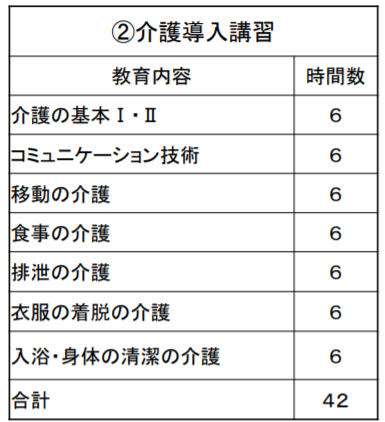 ②介護導入講習
教育内容 時間数
介護の基本Ⅰ・Ⅱ 6
コミュニケーション技術 6
移動の介護 6
食事の介護 6
排泄の介護 6
衣服の着脱の介護 6
入浴・身体の清潔の介護 6
合計 42